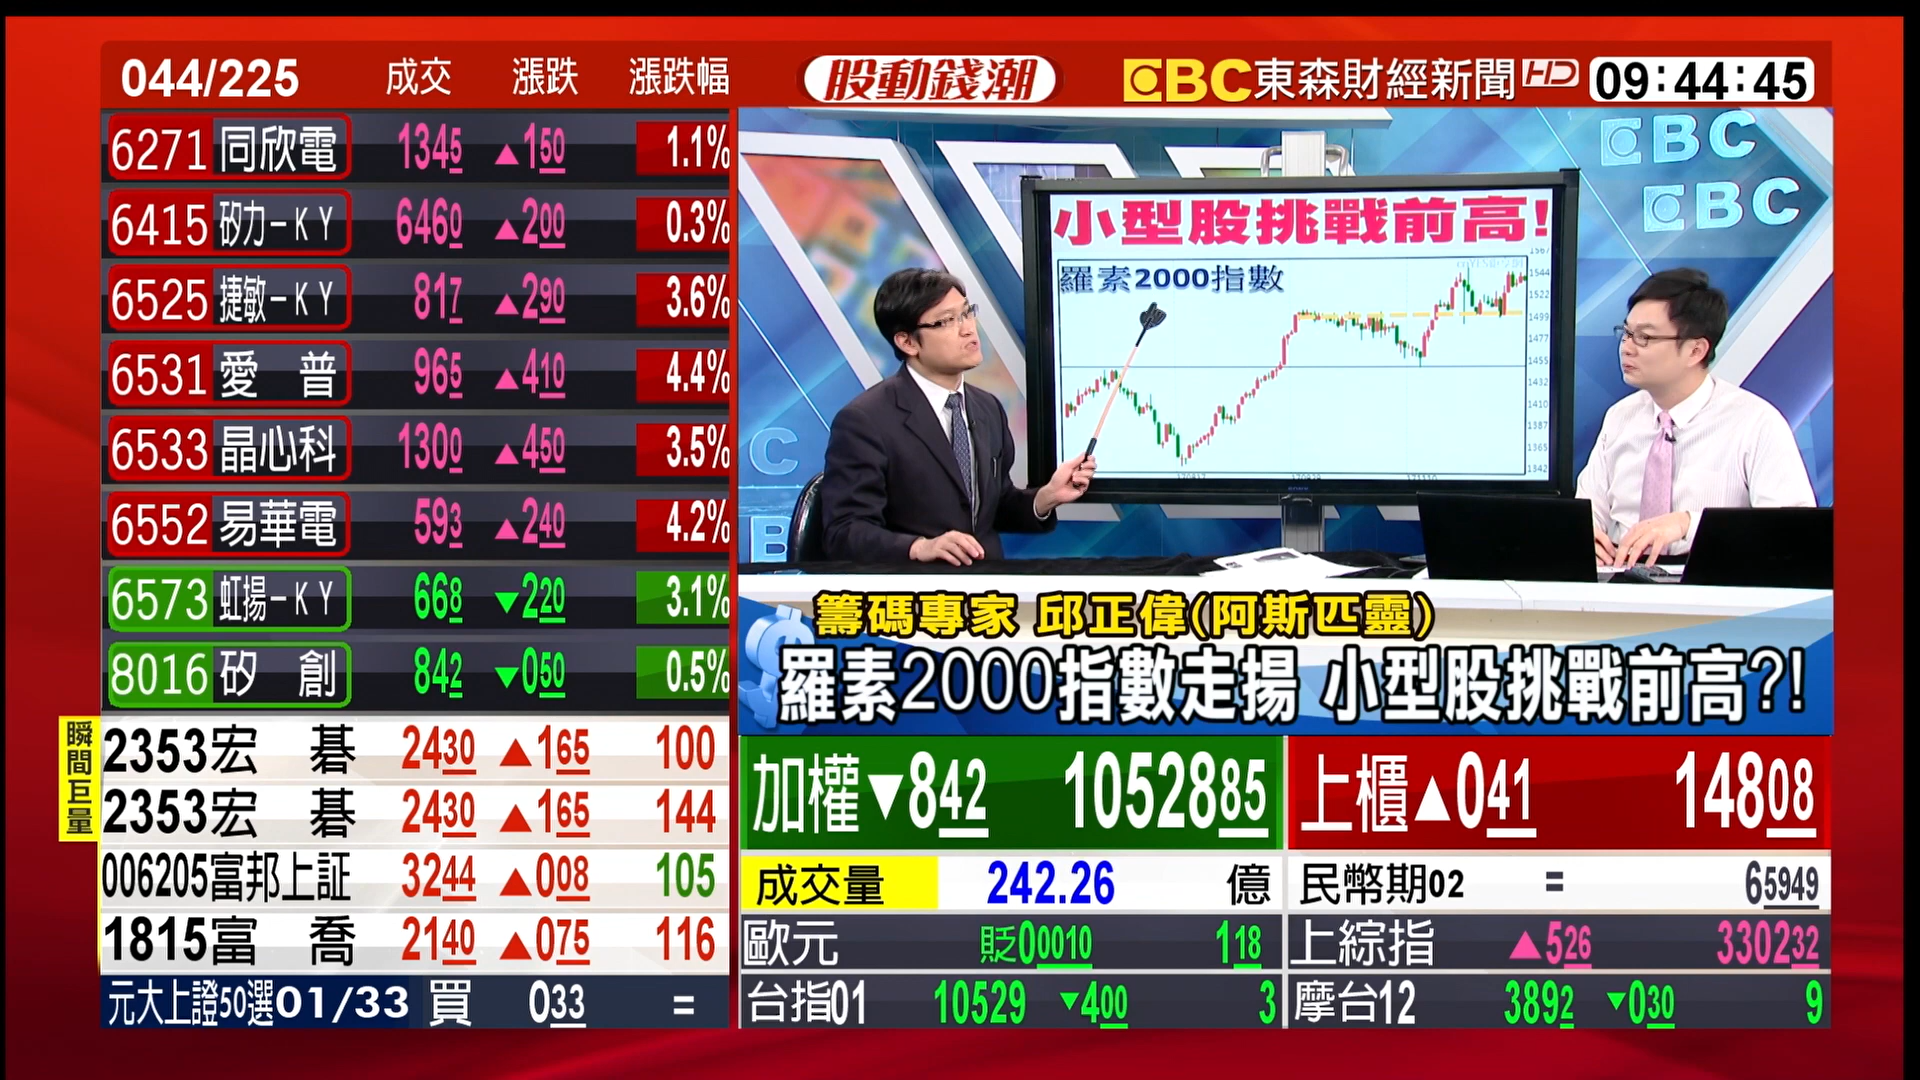 044/225 成交 漲跌 漲跌幅
6271 同欣電 1345 ▲150 1.1%
6415 矽力-KY 6460 ▲200 0.3%
6525 捷敏-KY 817 ▲290 3.6%
6531 愛普 965 ▲410 4.4%
6533 晶心科 1300 ▲450 3.5%
6552 易華電 593 ▲240 4.2%
6573 虹揚-KY 668 ▼220 3.1%
8016 矽創 842 ▼050 0.5%
瞬間巨量
2353宏碁 2430 ▲165 100
2353宏碁 2430 ▲165 144
006205富邦上証 3244 ▲008 105
1815富喬 2140 ▲075 116
元大上證50選01/33 買 033 =
股動錢潮
EBC東森財經新聞HD
09:44:45
EBC
EBC
小型股挑戰前高!
羅素2000指數
1544
1522
1499
1477
1455
1432
1410
1387
1365
1342
籌碼專家 邱正偉(阿斯匹靈)
羅素2000指數走揚 小型股挑戰前高?!
加權▼842 1052885
上櫃▲041 14808
成交量 242.26 億
民幣期02 = 65949
歐元 貶00010 118
上綜指 ▲526 330232
台指01 10529 ▼400 3
摩台12 3892 ▼030 9